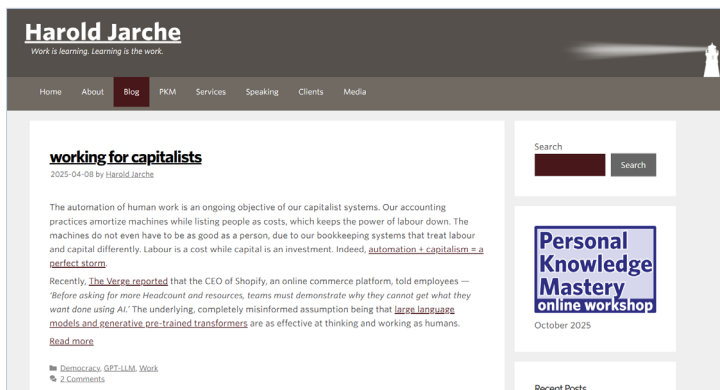 Harold Jarche
Work is learning. Learning is the work.
Home About Blog PKM Services Speaking Clients Media
working for capitalists
2025-04-08 by Harold Jarche
The automation of human work is an ongoing objective of our capitalist systems. Our accounting
practices amortize machines while listing people as costs, which keeps the power of labour down. The
machines do not even have to be as good as a person, due to our bookkeeping systems that treat labour
and capital differently. Labour is a cost while capital is an investment. Indeed, automation + capitalism = a
perfect storm.
Recently, The Verge reported that the CEO of Shopify, an online commerce platform, told employees —
‘Before asking for more Headcount and resources, teams must demonstrate why they cannot get what they
want done using AI.’ The underlying, completely misinformed assumption being that large language
models and generative pre-trained transformers are as effective at thinking and working as humans.
Read more
Democracy, GPT-LLM, Work
2 Comments
Search
Search
Personal
Knowledge
Mastery
online workshop
October 2025
Recent Posts